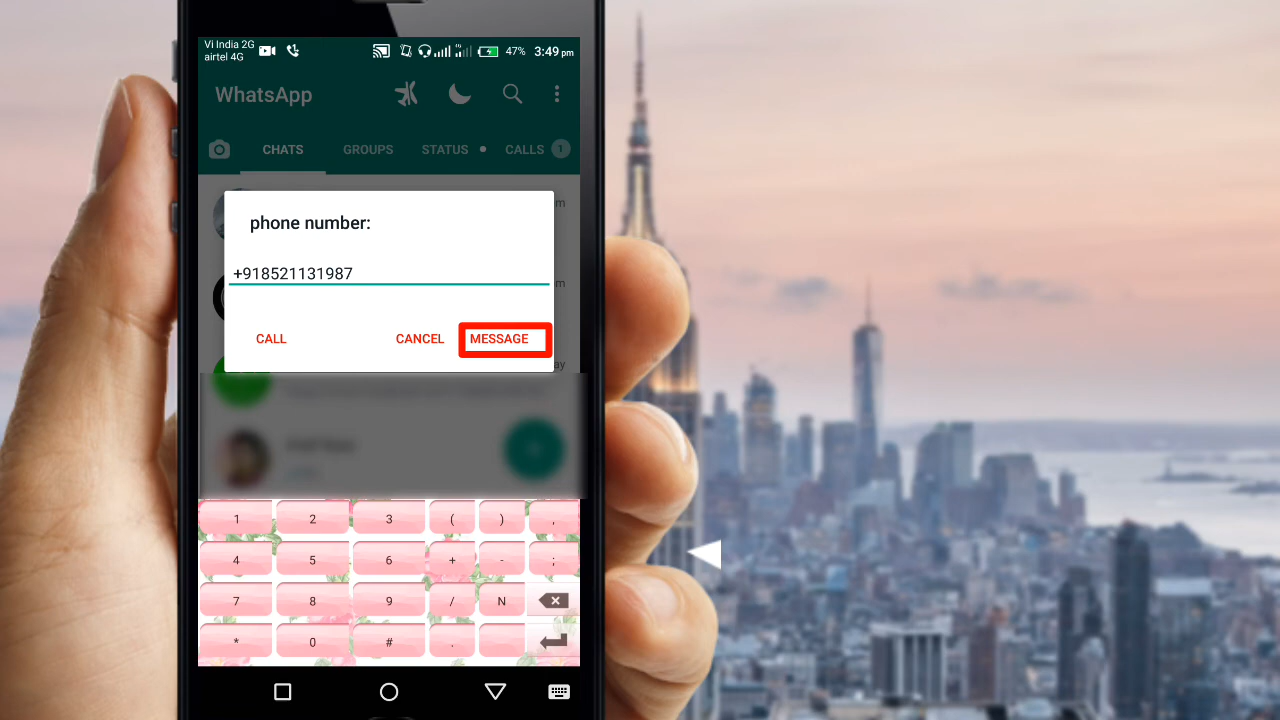 Vi India 2G
airtel 4G
47% 3:49 pm
WhatsApp
CHATS GROUPS STATUS CALLS 1
m
phone number:
+918521131987
m
CALL CANCEL MESSAGE
ay
1 2 3 ( ) ,
4 5 6 + - ;
7 8 9 / N
* 0 # .